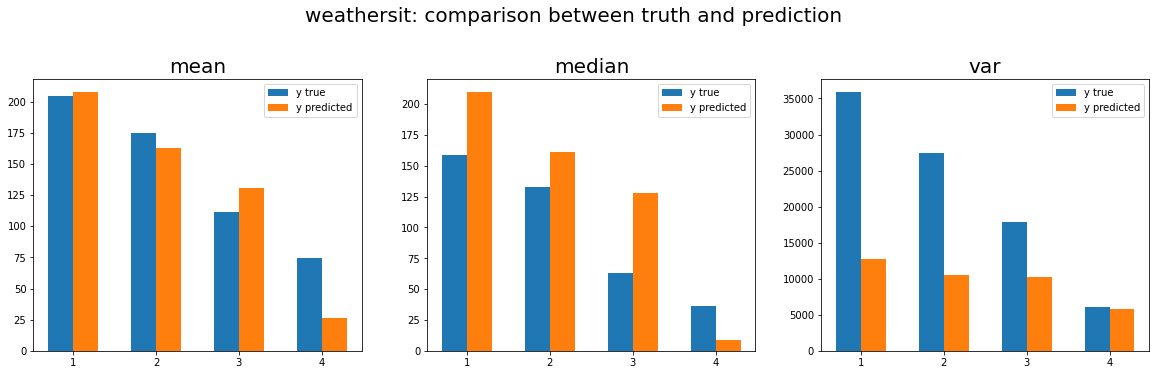 weathersit: comparison between truth and prediction
mean
y true
y predicted
200
175
150
125
100
75
50
25
0
1 2 3 4
median
y true
y predicted
200
175
150
125
100
75
50
25
0
1 2 3 4
var
y true
y predicted
35000
30000
25000
20000
15000
10000
5000
0
1 2 3 4